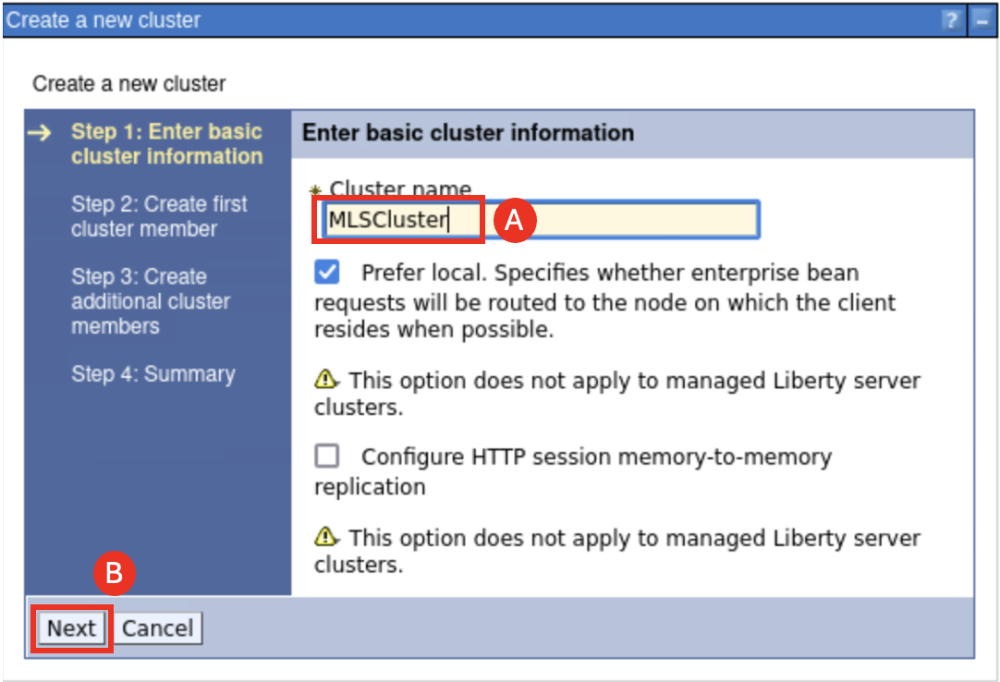 Create a new cluster
?
Create a new cluster
Step 1: Enter basic
cluster information
Step 2: Create first
cluster member
Step 3: Create
additional cluster
members
Step 4: Summary
Enter basic cluster information
* Cluster name
MLSCluster
A
Prefer local. Specifies whether enterprise bean
requests will be routed to the node on which the client
resides when possible.
This option does not apply to managed Liberty server
clusters.
Configure HTTP session memory-to-memory
replication
This option does not apply to managed Liberty server
clusters.
B
Next
Cancel